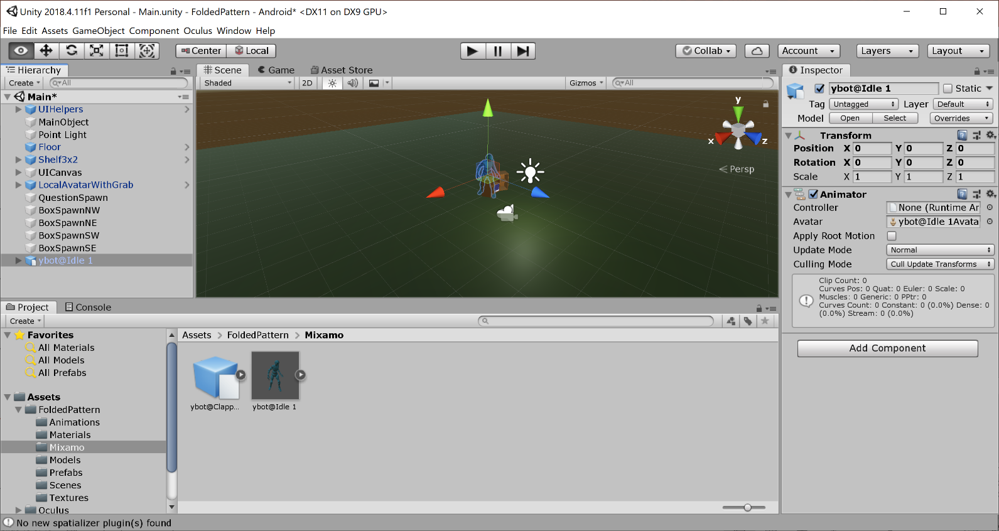 Unity 2018.4.11f1 Personal - Main.unity - FoldedPattern - Android* <DX11 on DX9 GPU>
File Edit Assets GameObject Component Oculus Window Help
Center Local Collab Account Layers Layout
Hierarchy
Create All
Main*
UIHelpers
MainObject
Point Light
Floor
Shelf3x2
UICanvas
LocalAvatarWithGrab
QuestionSpawn
BoxSpawnNW
BoxSpawnNE
BoxSpawnSW
BoxSpawnSE
ybot@Idle 1
Scene Game Asset Store
Shaded 2D Gizmos All
y
x z
Persp
Inspector
ybot@Idle 1 Static
Tag Untagged Layer Default
Model Open Select Overrides
Transform
Position X 0 Y 0 Z 0
Rotation X 0 Y 0 Z 0
Scale X 1 Y 1 Z 1
Animator
Controller None (Runtime Ar
Avatar ybot@Idle 1Avata
Apply Root Motion
Update Mode Normal
Culling Mode Cull Update Transforms
Clip Count: 0
Curves Pos: 0 Quat: 0 Euler: 0 Scale: 0
Muscles: 0 Generic: 0 PPtr: 0
Curves Count: 0 Constant: 0 (0.0%) Dense: 0
(0.0%) Stream: 0 (0.0%)
Add Component
Project Console
Create
Favorites
All Materials
All Models
All Prefabs
Assets
FoldedPattern
Animations
Materials
Mixamo
Models
Prefabs
Scenes
Textures
Oculus
Assets > FoldedPattern > Mixamo
ybot@Clapp... ybot@Idle 1
No new spatializer plugin(s) found